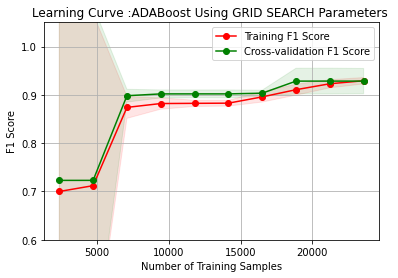 Learning Curve :ADABoost Using GRID SEARCH Parameters
Training F1 Score
Cross-validation F1 Score
1.0
0.9
0.8
0.7
0.6
F1 Score
5000 10000 15000 20000
Number of Training Samples